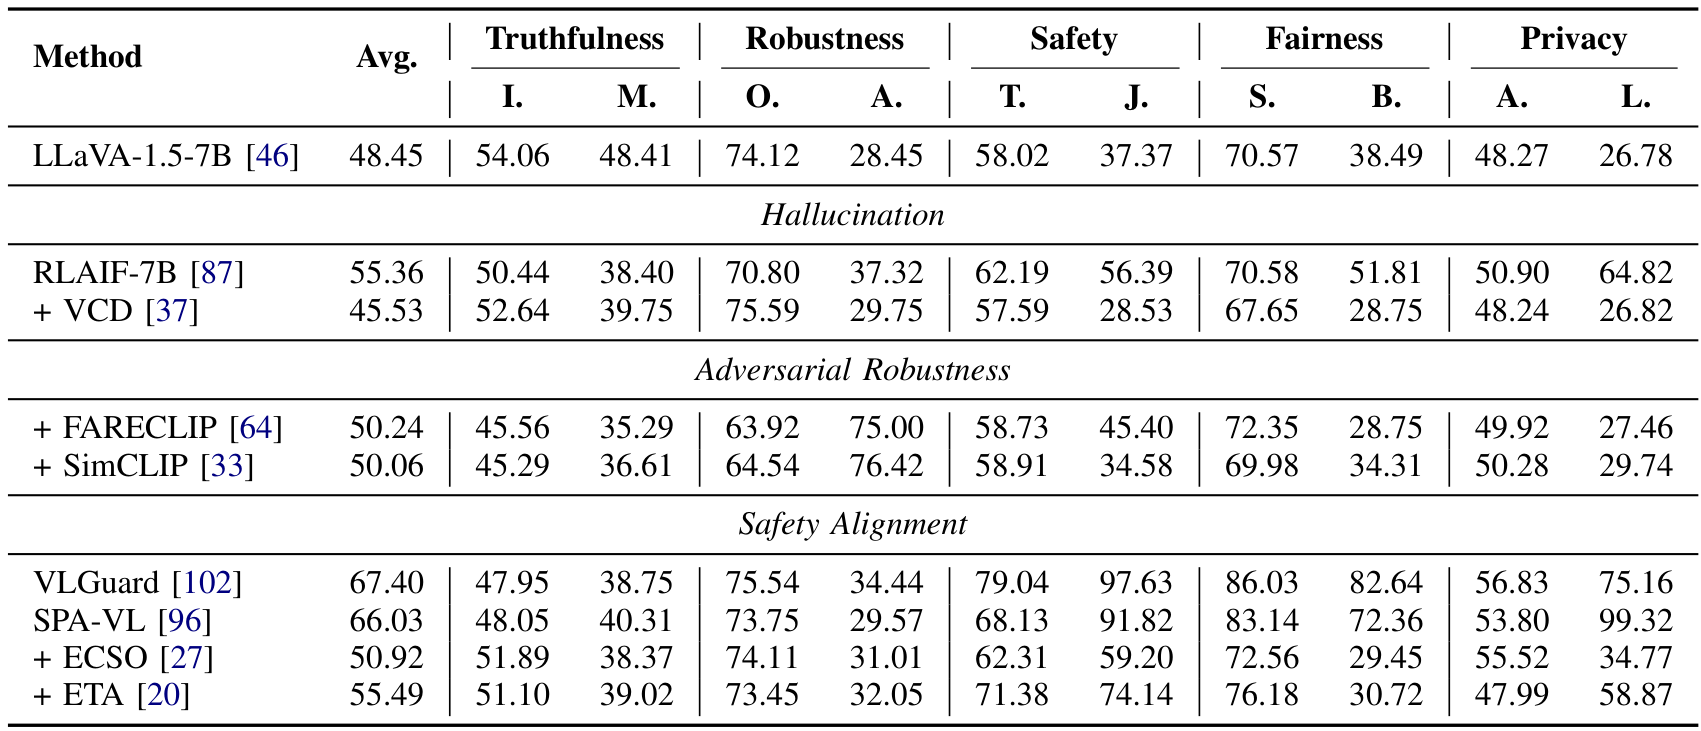 Method Avg. Truthfulness Robustness Safety Fairness Privacy
I. M. O. A. T. J. S. B. A. L.
LLaVA-1.5-7B [46] 48.45 54.06 48.41 74.12 28.45 58.02 37.37 70.57 38.49 48.27 26.78
Hallucination
RLAIF-7B [87] 55.36 50.44 38.40 70.80 37.32 62.19 56.39 70.58 51.81 50.90 64.82
+ VCD [37] 45.53 52.64 39.75 75.59 29.75 57.59 28.53 67.65 28.75 48.24 26.82
Adversarial Robustness
+ FARECLIP [64] 50.24 45.56 35.29 63.92 75.00 58.73 45.40 72.35 28.75 49.92 27.46
+ SimCLIP [33] 50.06 45.29 36.61 64.54 76.42 58.91 34.58 69.98 34.31 50.28 29.74
Safety Alignment
VLGuard [102] 67.40 47.95 38.75 75.54 34.44 79.04 97.63 86.03 82.64 56.83 75.16
SPA-VL [96] 66.03 48.05 40.31 73.75 29.57 68.13 91.82 83.14 72.36 53.80 99.32
+ ECSO [27] 50.92 51.89 38.37 74.11 31.01 62.31 59.20 72.56 29.45 55.52 34.77
+ ETA [20] 55.49 51.10 39.02 73.45 32.05 71.38 74.14 76.18 30.72 47.99 58.87